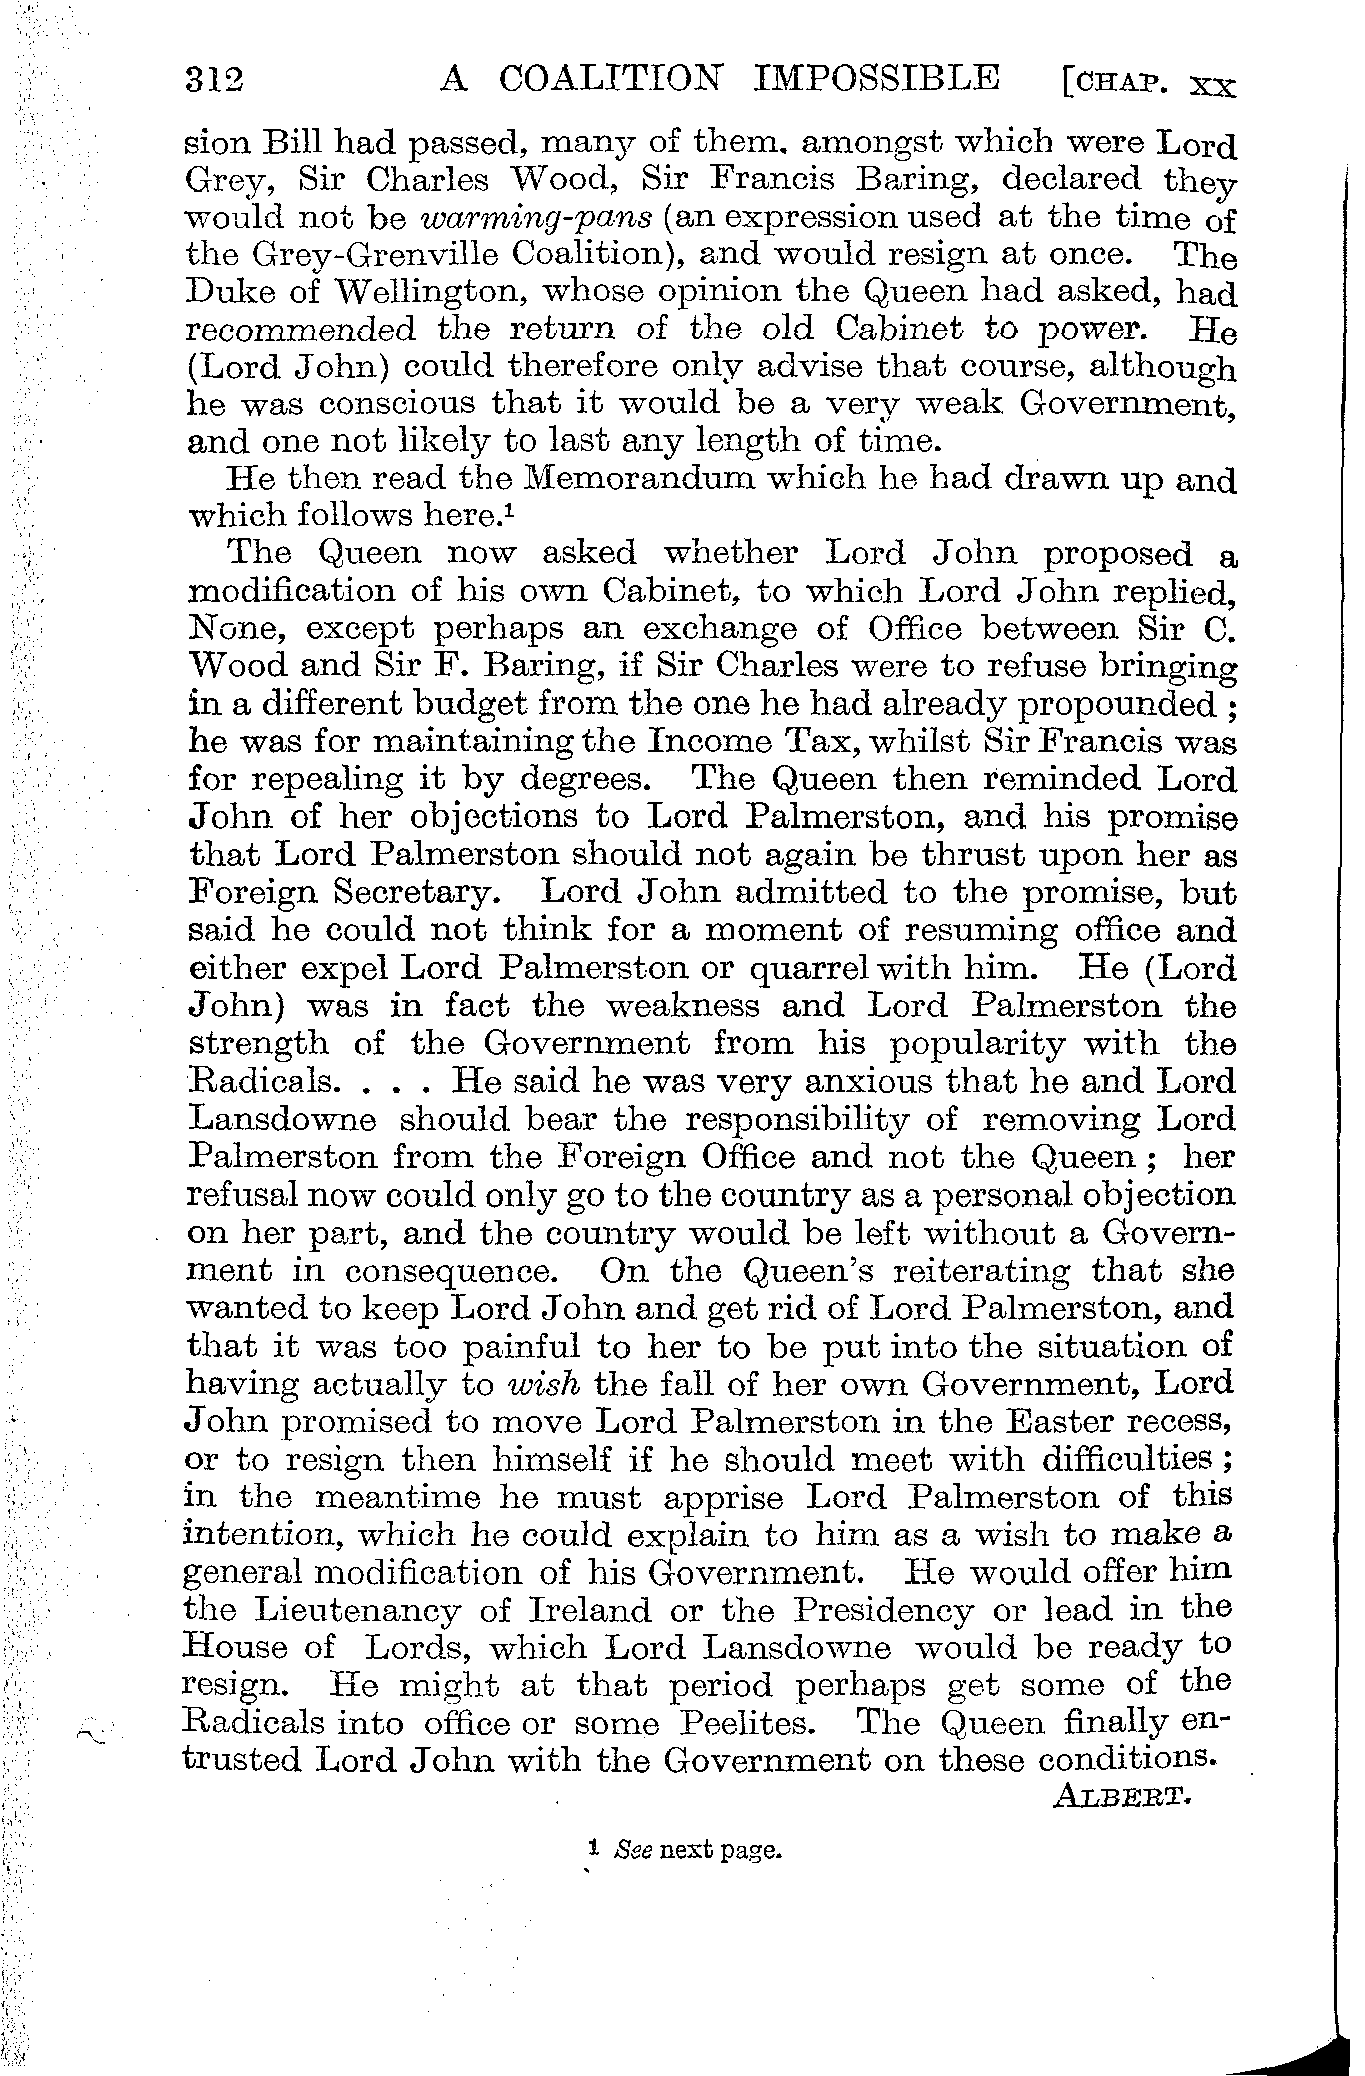 312 A COALITION IMPOSSIBLE [CHAP. XX
sion Bill had passed, many of them, amongst which were Lord
Grey, Sir Charles Wood, Sir Francis Baring, declared they
would not be warming-pans (an expression used at the time of
the Grey-Grenville Coalition), and would resign at once. The
Duke of Wellington, whose opinion the Queen had asked, had
recommended the return of the old Cabinet to power. He
(Lord John) could therefore only advise that course, although
he was conscious that it would be a very weak Government,
and one not likely to last any length of time.
He then read the Memorandum which he had drawn up and
which follows here.¹
The Queen now asked whether Lord John proposed a
modification of his own Cabinet, to which Lord John replied,
None, except perhaps an exchange of Office between Sir C.
Wood and Sir F. Baring, if Sir Charles were to refuse bringing
in a different budget from the one he had already propounded ;
he was for maintaining the Income Tax, whilst Sir Francis was
for repealing it by degrees. The Queen then reminded Lord
John of her objections to Lord Palmerston, and his promise
that Lord Palmerston should not again be thrust upon her as
Foreign Secretary. Lord John admitted to the promise, but
said he could not think for a moment of resuming office and
either expel Lord Palmerston or quarrel with him. He (Lord
John) was in fact the weakness and Lord Palmerston the
strength of the Government from his popularity with the
Radicals. . . . He said he was very anxious that he and Lord
Lansdowne should bear the responsibility of removing Lord
Palmerston from the Foreign Office and not the Queen ; her
refusal now could only go to the country as a personal objection
on her part, and the country would be left without a Govern-
ment in consequence. On the Queen's reiterating that she
wanted to keep Lord John and get rid of Lord Palmerston, and
that it was too painful to her to be put into the situation of
having actually to wish the fall of her own Government, Lord
John promised to move Lord Palmerston in the Easter recess,
or to resign then himself if he should meet with difficulties ;
in the meantime he must apprise Lord Palmerston of this
intention, which he could explain to him as a wish to make a
general modification of his Government. He would offer him
the Lieutenancy of Ireland or the Presidency or lead in the
House of Lords, which Lord Lansdowne would be ready to
resign. He might at that period perhaps get some of the
Radicals into office or some Peelites. The Queen finally en-
trusted Lord John with the Government on these conditions.
ALBERT.
1 See next page.